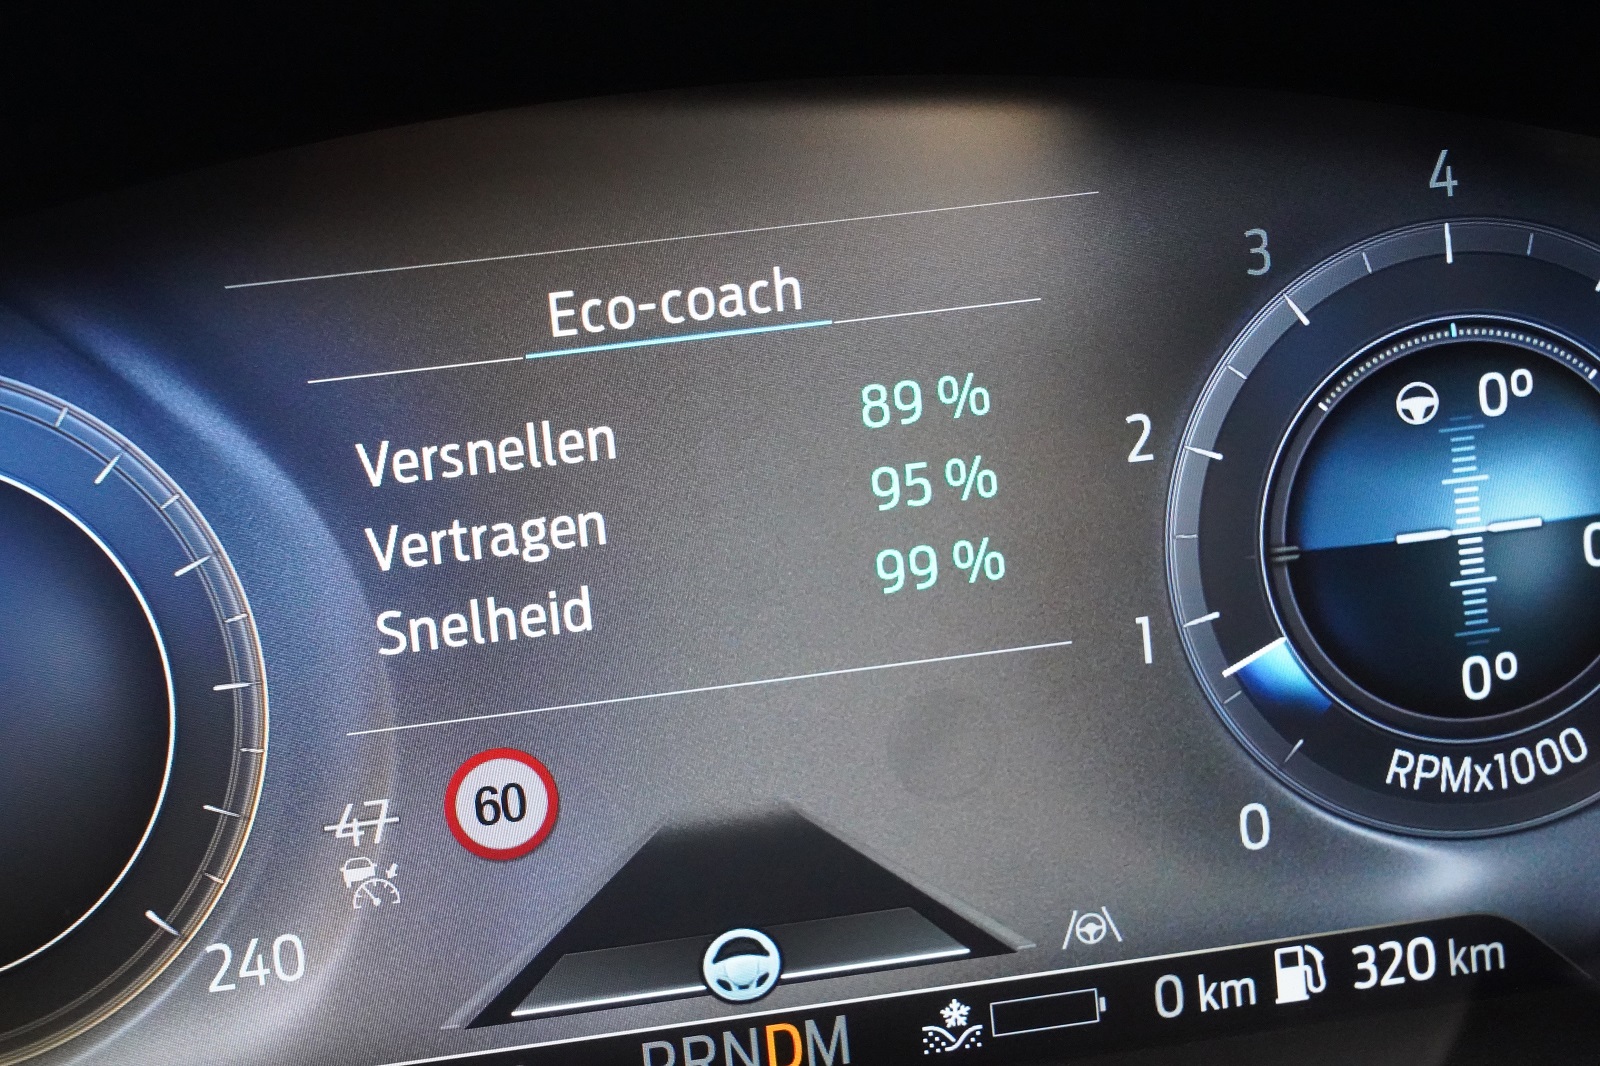 Eco-coach
Versnellen 89 %
Vertragen 95 %
Snelheid 99 %
47
60
240
4
3
2
1
0
0°
0°
RPMx1000
PRNDM
0 km 320 km